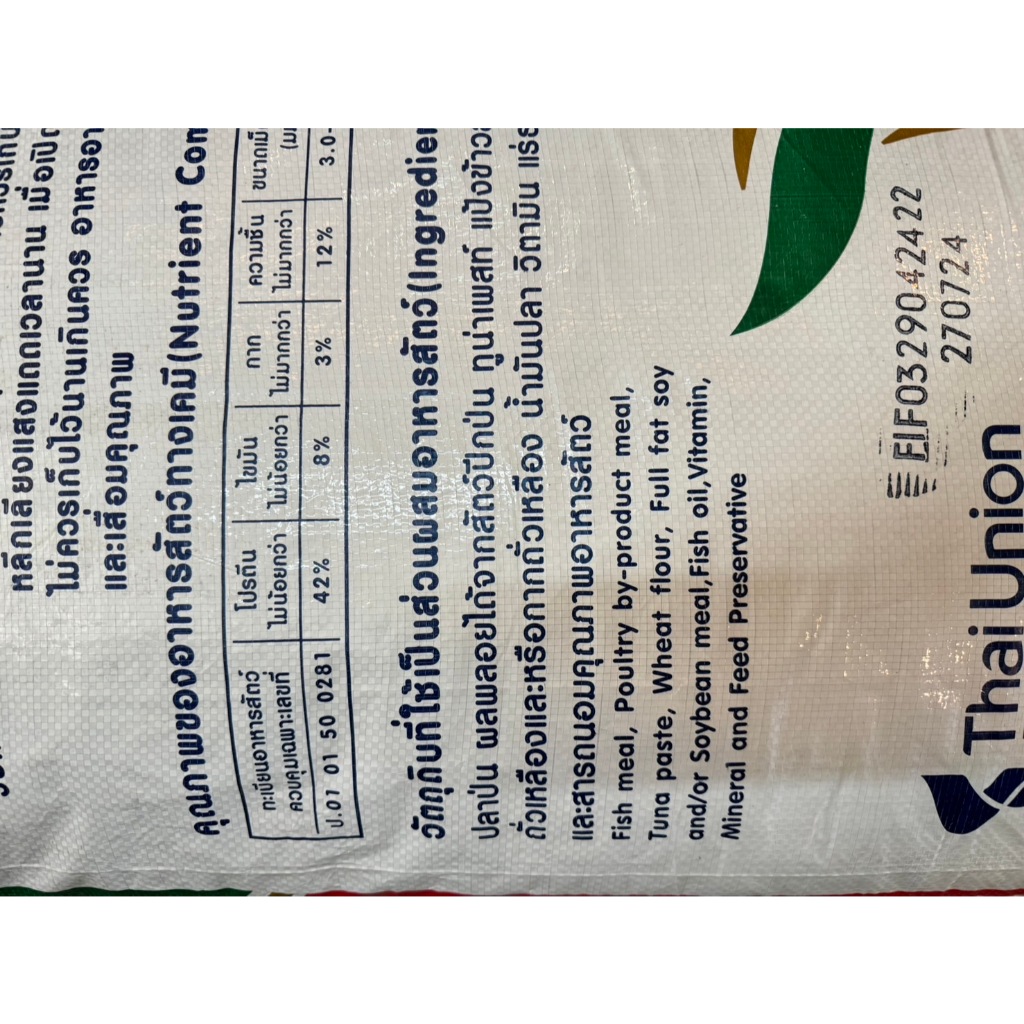 หลีกเลี่ยงแสงแดดเวลานาน เมื่อเปิด
ไม่ควรเก็บไว้นานเกินควร อาหารอา
และเสื่อมคุณภาพ
คุณภาพของอาหารสัตว์ทางเคมี(Nutrient Com
ทะเบียนอาหารสัตว์ โปรตีน ไขมัน กาก ความชื้น ขนาดเม็
ควบคุมเฉพาะเลขที่ ไม่น้อยกว่า ไม่น้อยกว่า ไม่มากกว่า ไม่มากกว่า (มม
ป.01 01 50 0281 42% 8% 3% 12% 3.0-
วัตถุดิบที่ใช้เป็นส่วนผสมอาหารสัตว์(Ingredien
ปลาป่น ผลพลอยได้จากสัตว์ปีกป่น ทูน่าเพสท์ แป้งข้าวส
ถั่วเหลืองและหรือกากถั่วเหลือง น้ำมันปลา วิตามิน แร่ธ
และสารถนอมคุณภาพอาหารสัตว์
Fish meal, Poultry by-product meal,
Tuna paste, Wheat flour, Full fat soy
and/or Soybean meal,Fish oil,Vitamin,
Mineral and Feed Preservative
EIF0329042422
270724
Thai Union